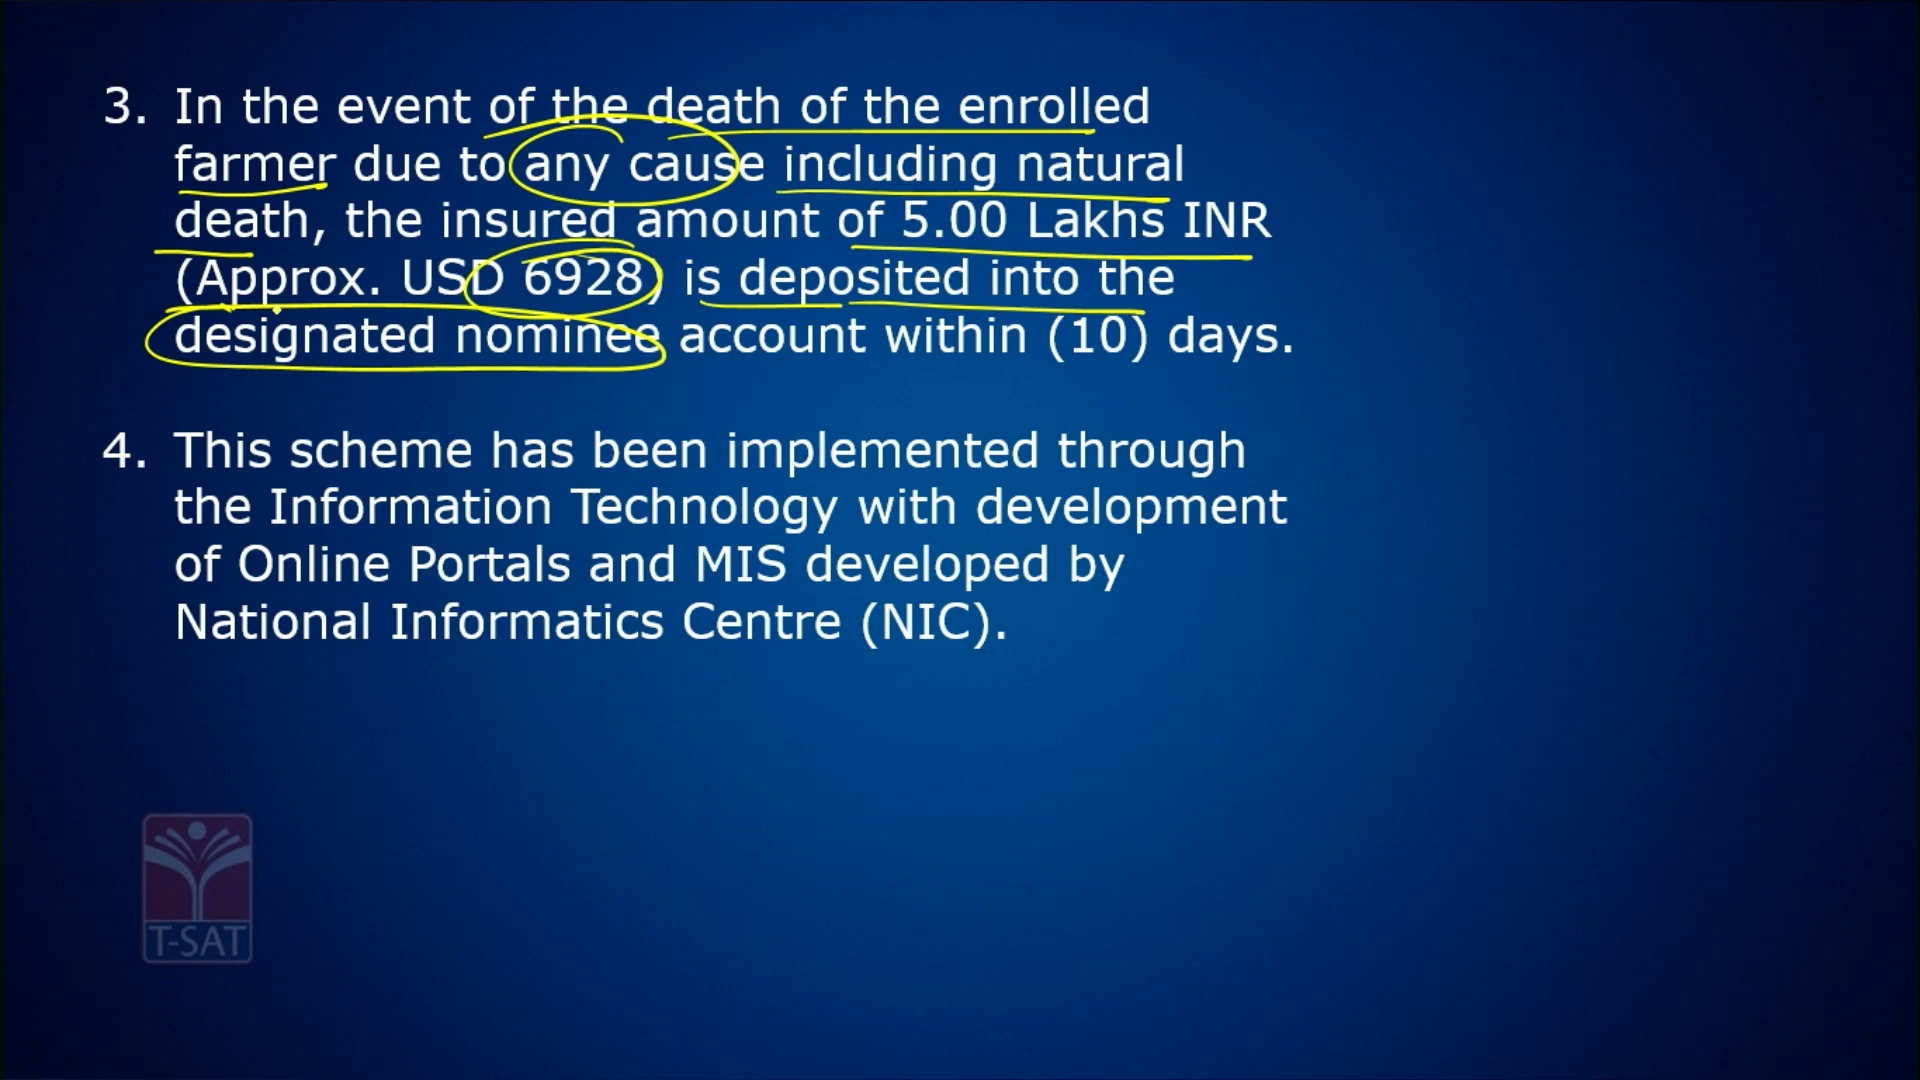 3. In the event of the death of the enrolled
farmer due to any cause including natural
death, the insured amount of 5.00 Lakhs INR
(Approx. USD 6928) is deposited into the
designated nominee account within (10) days.
4. This scheme has been implemented through
the Information Technology with development
of Online Portals and MIS developed by
National Informatics Centre (NIC).
T-SAT